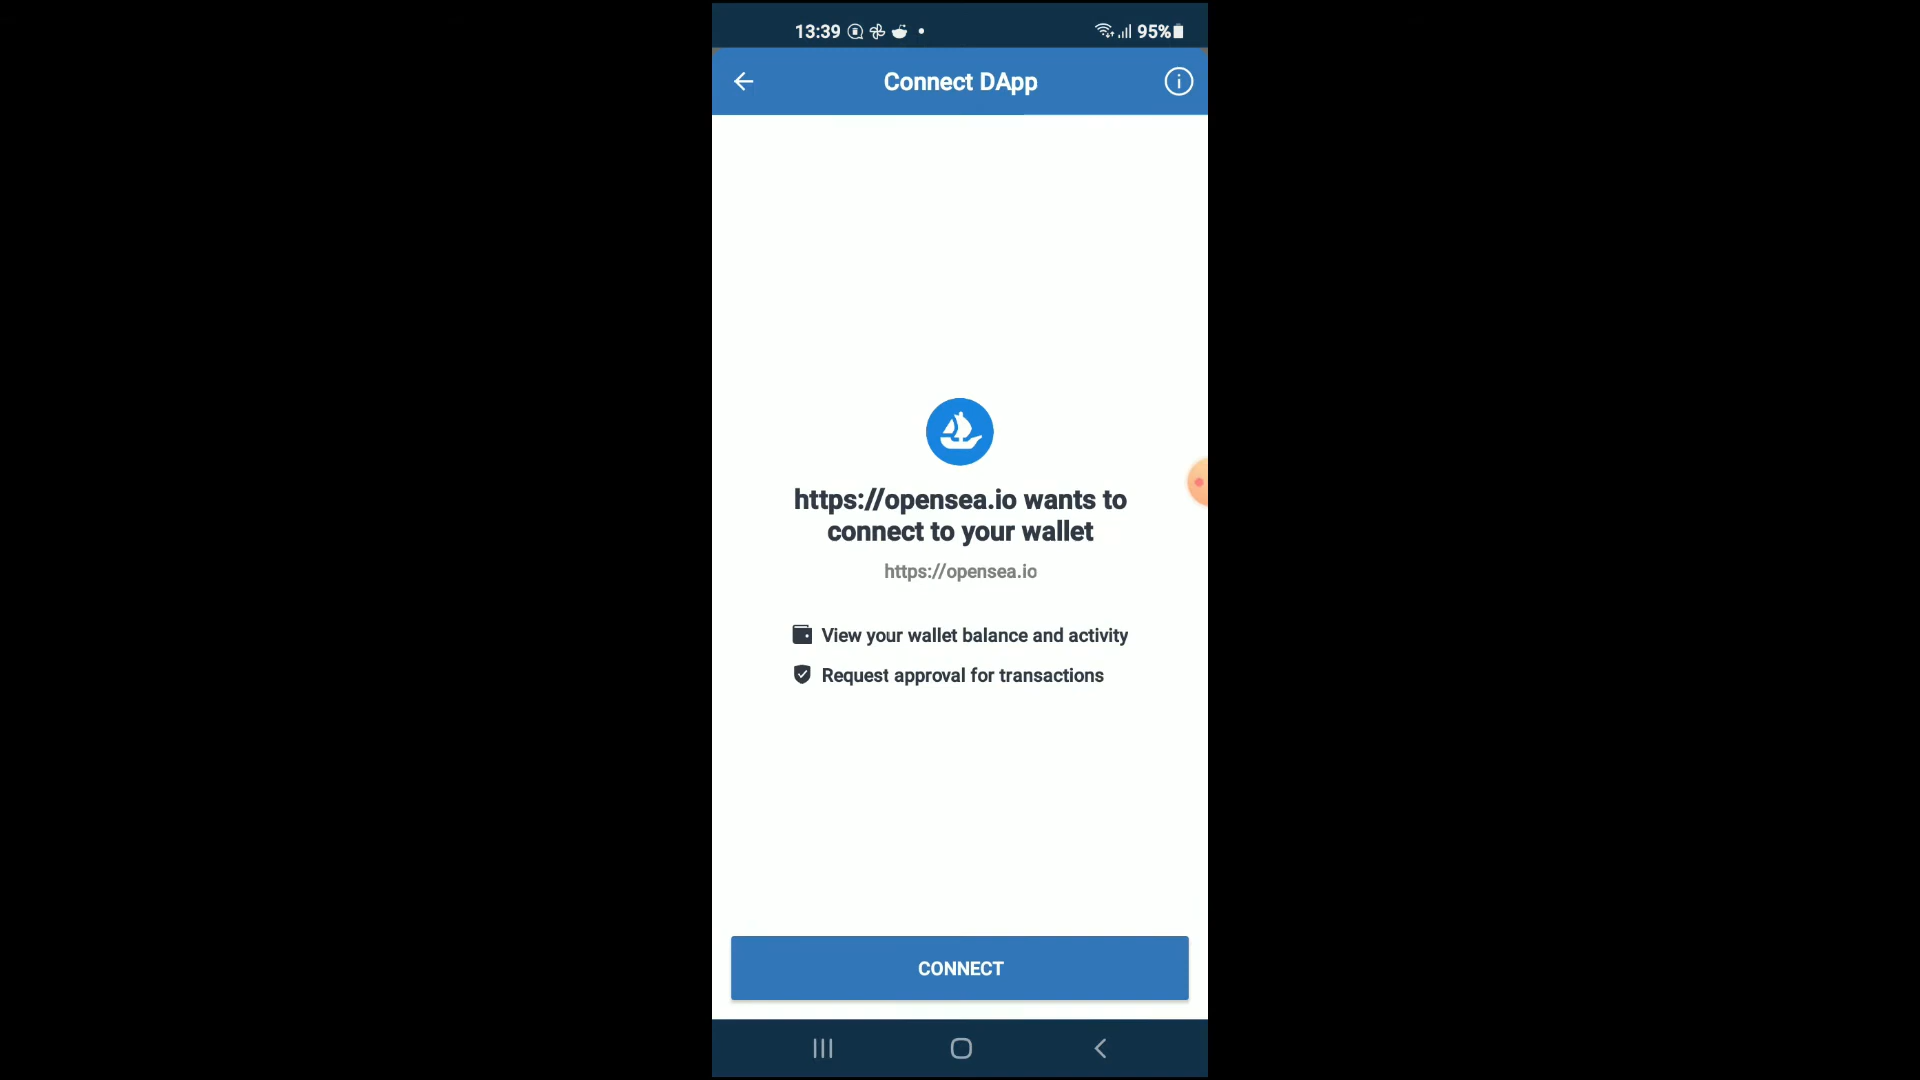 13:39 95%
Connect DApp
https://opensea.io wants to
connect to your wallet
https://opensea.io
View your wallet balance and activity
Request approval for transactions
CONNECT